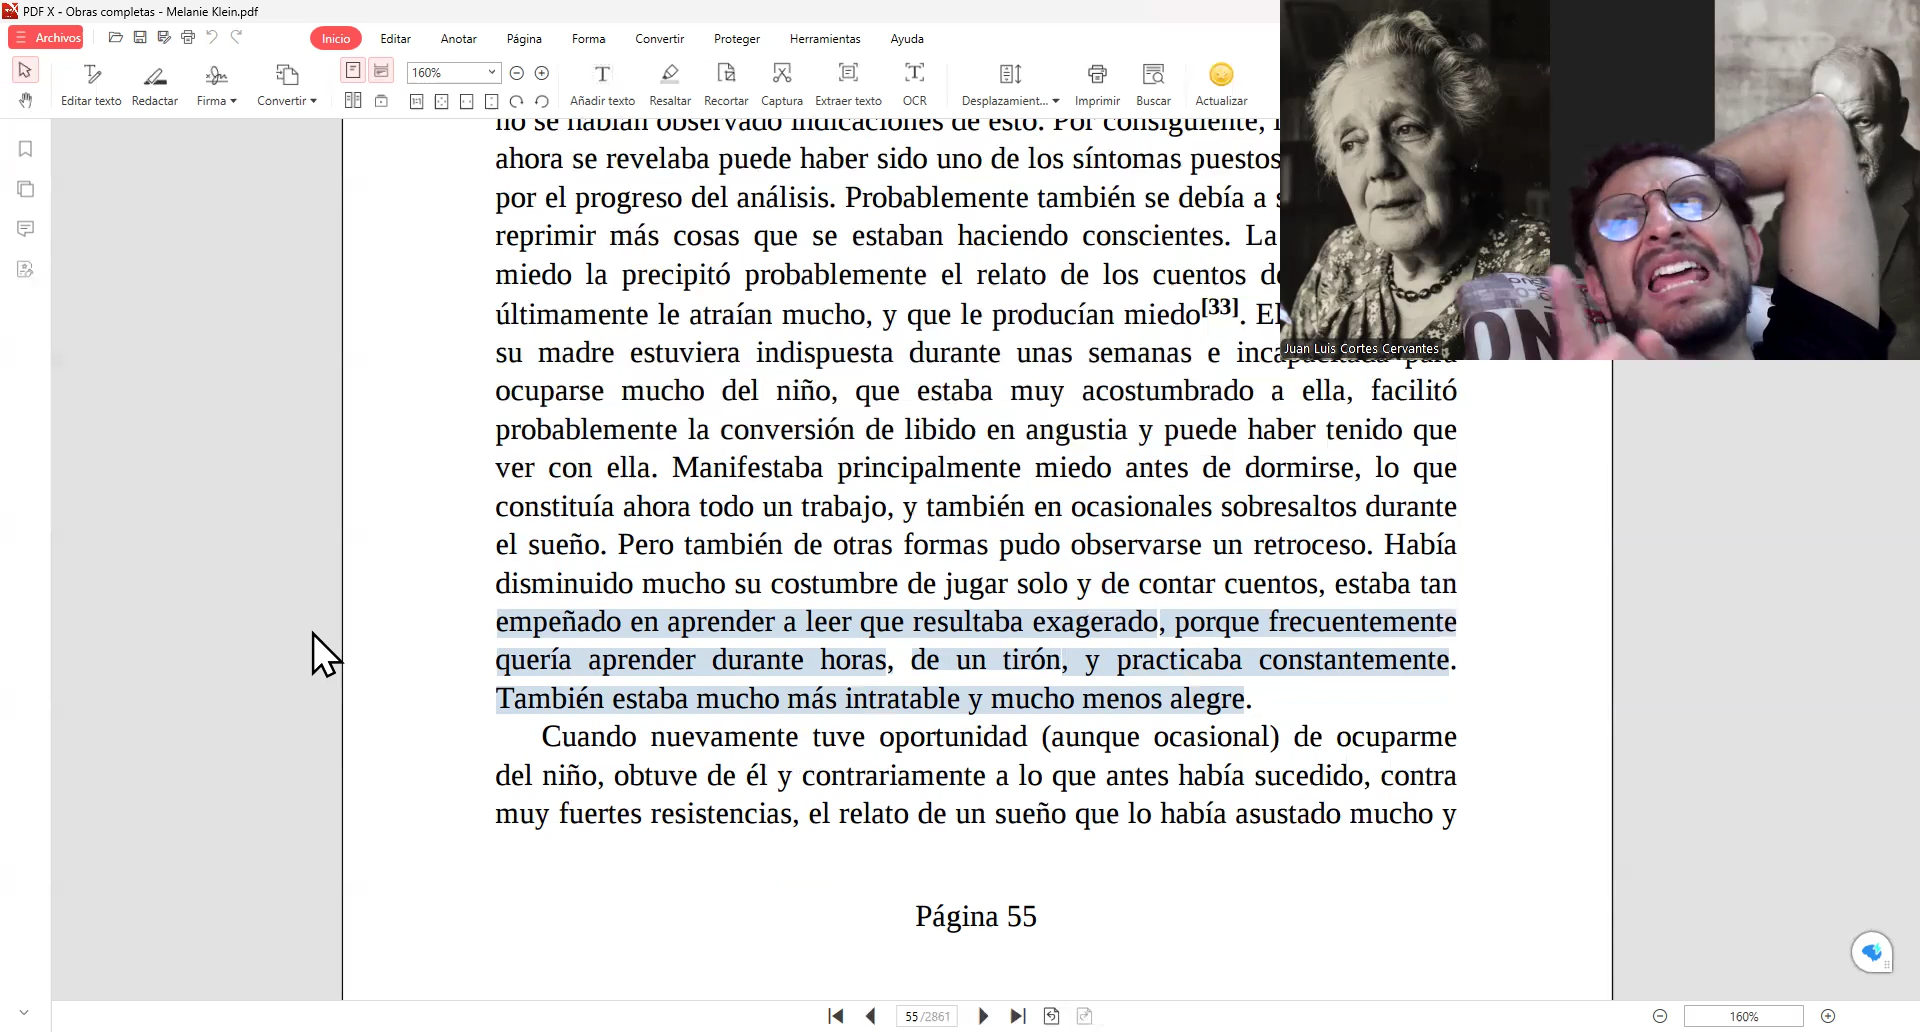 PDF X - Obras completas - Melanie Klein.pdf
Archivos
Inicio
Editar
Anotar
Página
Forma
Convertir
Proteger
Herramientas
Ayuda
160%
Editar texto
Redactar
Firma
Convertir
Añadir texto
Resaltar
Recortar
Captura
Extraer texto
OCR
Desplazamient...
Imprimir
Buscar
Actualizar
no se habían observado indicaciones de esto. Por consiguiente,
ahora se revelaba puede haber sido uno de los síntomas puestos
por el progreso del análisis. Probablemente también se debía a
reprimir más cosas que se estaban haciendo conscientes. La
miedo la precipitó probablemente el relato de los cuentos
últimamente le atraían mucho, y que le producían miedo[33]. El
su madre estuviera indispuesta durante unas semanas e incapacitada para
ocuparse mucho del niño, que estaba muy acostumbrado a ella, facilitó
probablemente la conversión de libido en angustia y puede haber tenido que
ver con ella. Manifestaba principalmente miedo antes de dormirse, lo que
constituía ahora todo un trabajo, y también en ocasionales sobresaltos durante
el sueño. Pero también de otras formas pudo observarse un retroceso. Había
disminuido mucho su costumbre de jugar solo y de contar cuentos, estaba tan
empeñado en aprender a leer que resultaba exagerado, porque frecuentemente
quería aprender durante horas, de un tirón, y practicaba constantemente.
También estaba mucho más intratable y mucho menos alegre.
Cuando nuevamente tuve oportunidad (aunque ocasional) de ocuparme
del niño, obtuve de él y contrariamente a lo que antes había sucedido, contra
muy fuertes resistencias, el relato de un sueño que lo había asustado mucho y
Página 55
Juan Luis Cortes Cervantes
ON
55/2861
160%